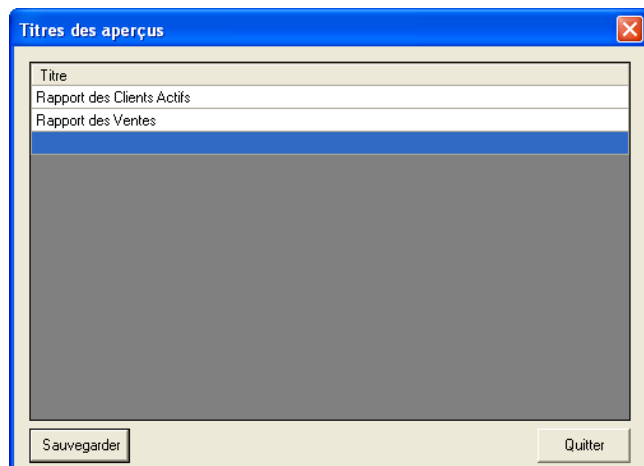 Titres des aperçus
Titre
Rapport des Clients Actifs
Rapport des Ventes
Sauvegarder
Quitter